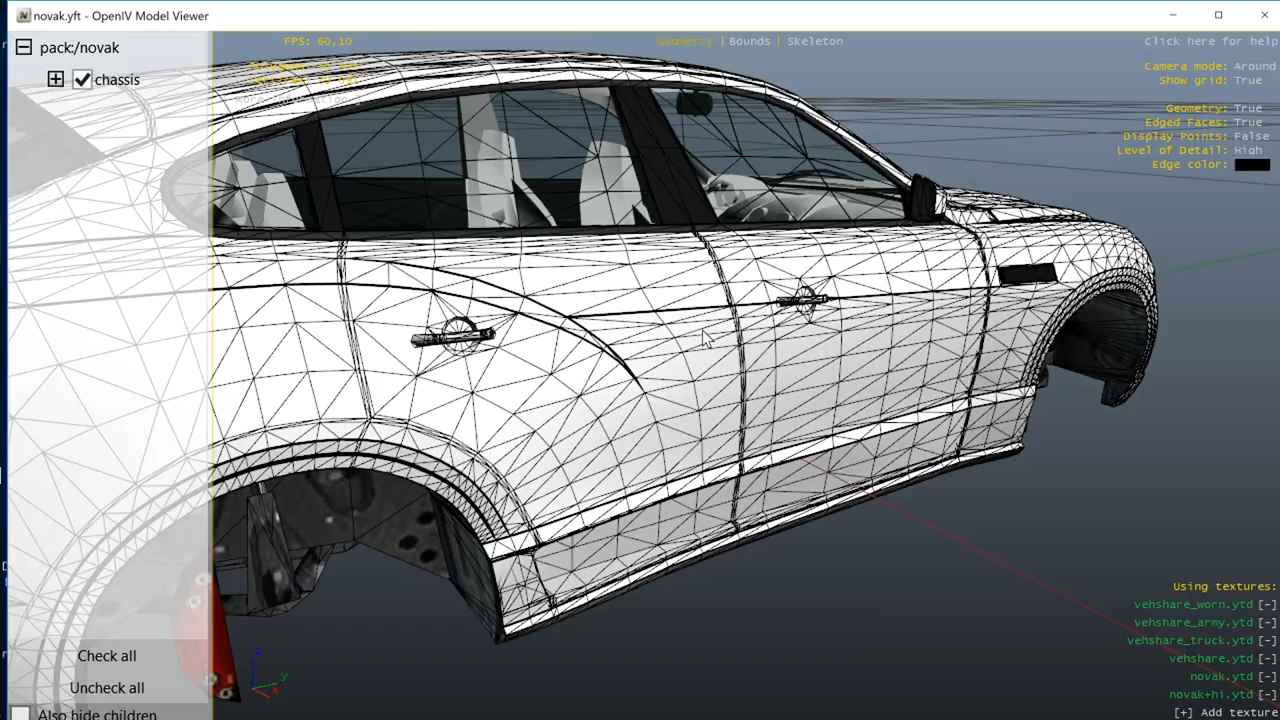 novak.yft - OpenIV Model Viewer
pack:/novak
chassis
FPS: 60,10
Geometry | Bounds | Skeleton
Click here for help
Camera mode: Around
Show grid: True
Geometry: True
Edged Faces: True
Display Points: False
Level of Detail: High
Edge color:
z
y
x
Check all
Uncheck all
Also hide children
Using textures:
vehshare_worn.ytd [-]
vehshare_army.ytd [-]
vehshare_truck.ytd [-]
vehshare.ytd [-]
novak.ytd [-]
novak+hi.ytd [-]
[+] Add texture